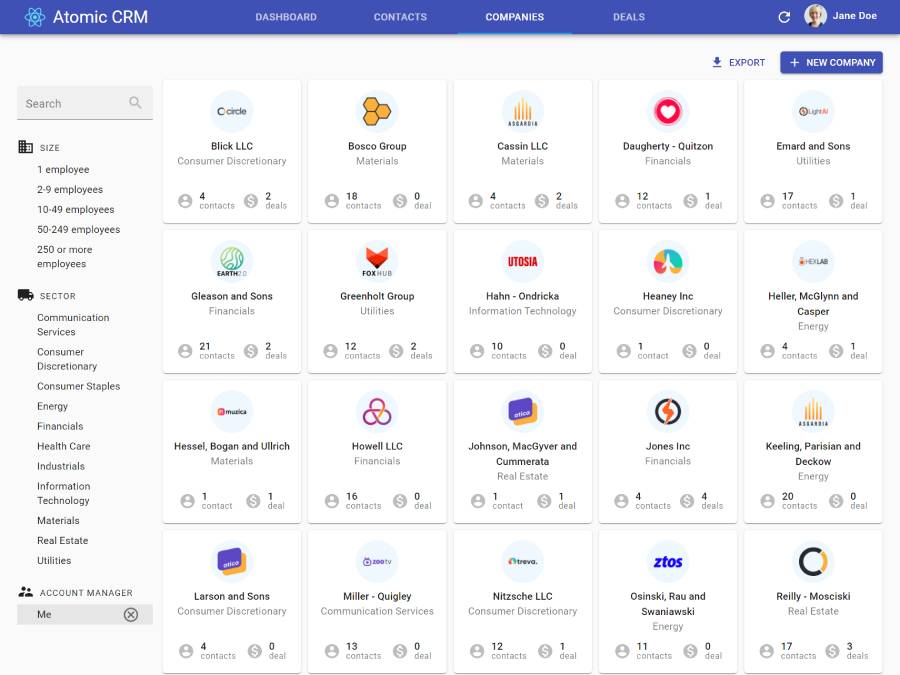 Atomic CRM
DASHBOARD
CONTACTS
COMPANIES
DEALS
Jane Doe
EXPORT
NEW COMPANY
Search
SIZE
1 employee
2-9 employees
10-49 employees
50-249 employees
250 or more
employees
SECTOR
Communication
Services
Consumer
Discretionary
Consumer Staples
Energy
Financials
Health Care
Industrials
Information
Technology
Materials
Real Estate
Utilities
ACCOUNT MANAGER
Me
circle
Blick LLC
Consumer Discretionary
4 contacts
2 deals
Bosco Group
Materials
18 contacts
0 deal
ASGARDIA
Cassin LLC
Materials
4 contacts
2 deals
Daugherty - Quitzon
Financials
12 contacts
1 deal
LightAI
Emard and Sons
Utilities
17 contacts
1 deal
EARTH2.0
Gleason and Sons
Financials
21 contacts
2 deals
FOXHUB
Greenholt Group
Utilities
12 contacts
2 deals
UTOSIA
Hahn - Ondricka
Information Technology
10 contacts
0 deal
Heaney Inc
Consumer Discretionary
1 contact
0 deal
HEXLAB
Heller, McGlynn and
Casper
Energy
4 contacts
1 deal
muzica
Hessel, Bogan and Ullrich
Materials
1 contact
1 deal
Howell LLC
Financials
16 contacts
0 deal
atica
Johnson, MacGyver and
Cummerata
Real Estate
1 contact
1 deal
Jones Inc
Financials
4 contacts
4 deals
ASGARDIA
Keeling, Parisian and
Deckow
Energy
20 contacts
0 deal
atica
Larson and Sons
Consumer Discretionary
4 contacts
0 deal
zootv
Miller - Quigley
Communication Services
13 contacts
0 deal
treva.
Nitzsche LLC
Consumer Discretionary
12 contacts
1 deal
ztos
Osinski, Rau and
Swaniawski
Energy
11 contacts
0 deal
Reilly - Mosciski
Real Estate
17 contacts
3 deals